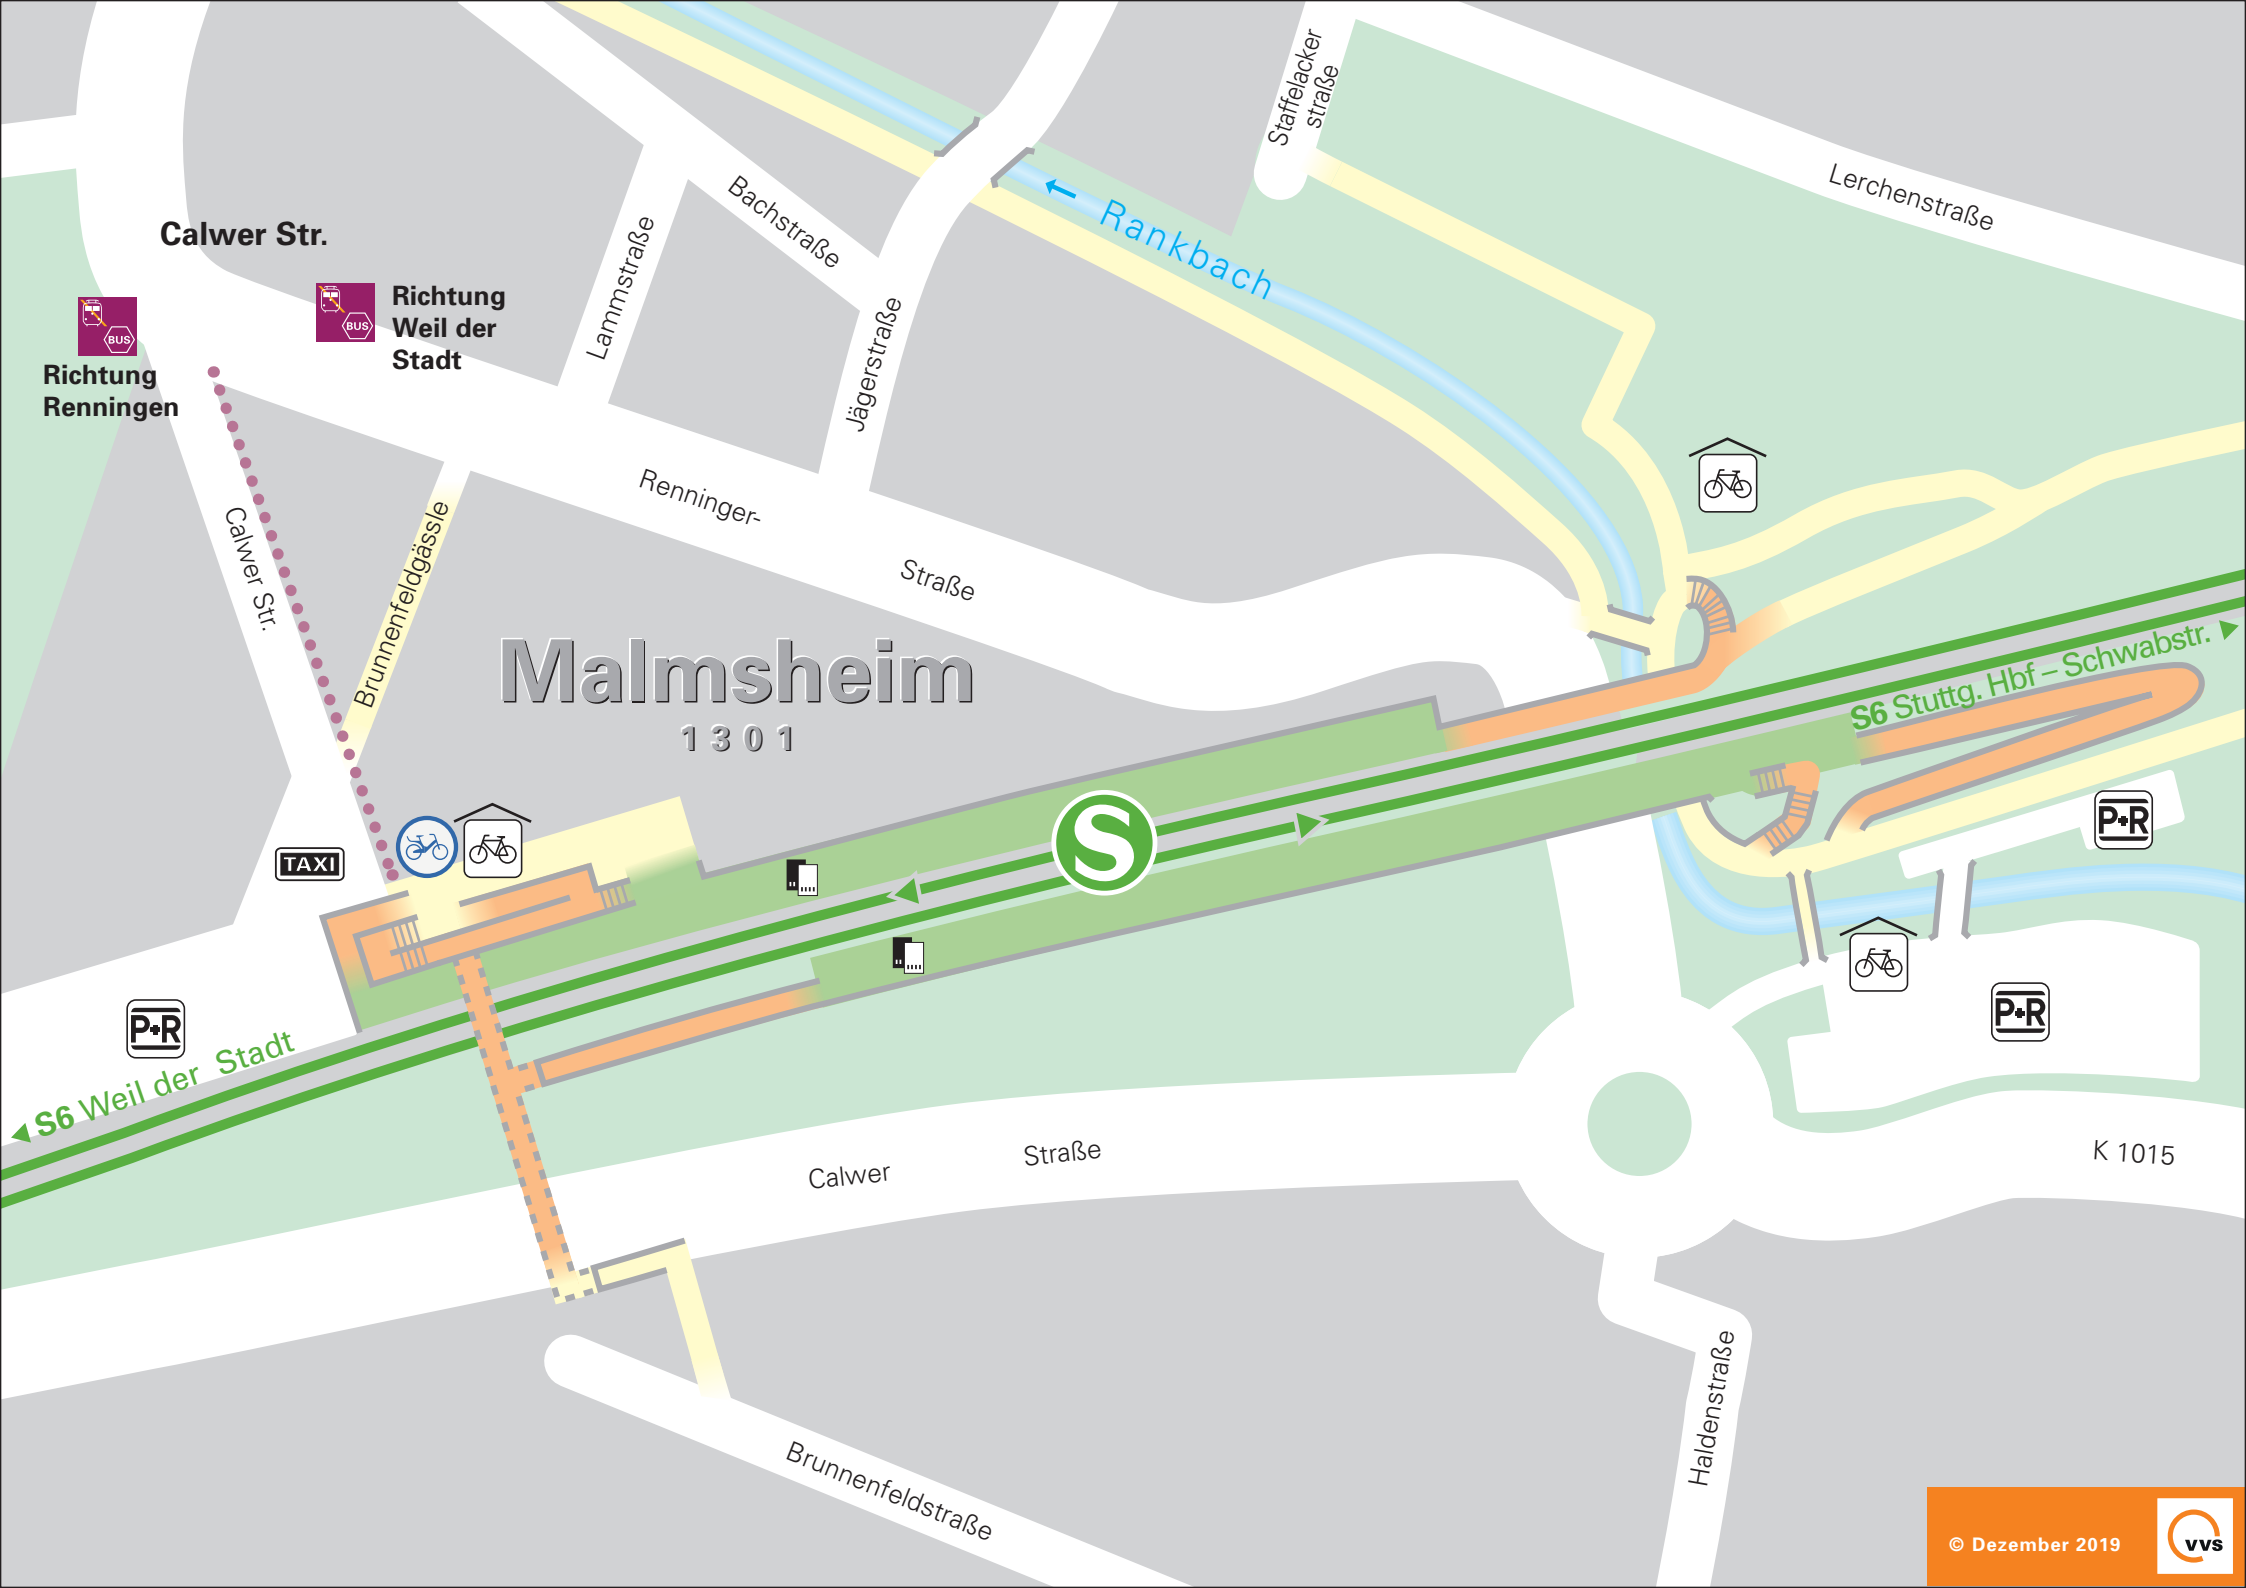 Staffelacker
straße
Lerchenstraße
Bachstraße
Rankbach
Calwer Str.
Lammstraße
BUS
Richtung
Weil der
Stadt
BUS
Richtung
Renningen
Jägerstraße
Renninger-
Straße
Calwer Str.
Brunnenfeldgässle
Malmsheim
1301
S6 Stuttg. Hbf – Schwabstr.
TAXI
S
P+R
P+R
P+R
S6 Weil der Stadt
Calwer Straße
K 1015
Haldenstraße
Brunnenfeldstraße
© Dezember 2019
VVS